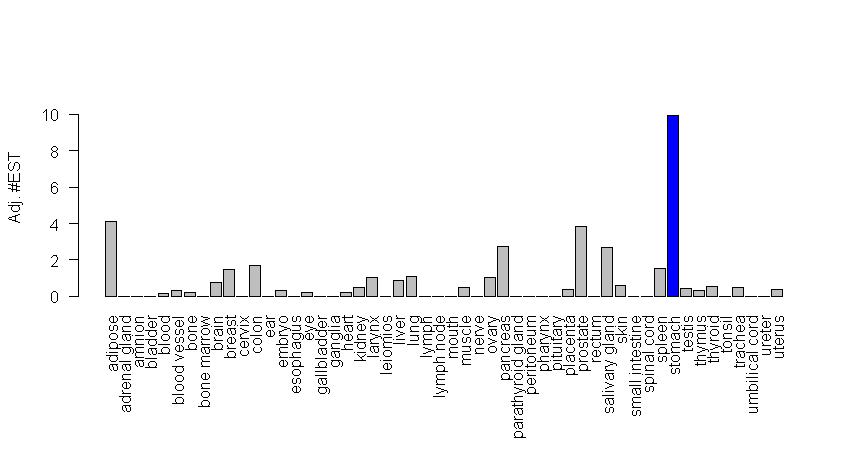 Adj. #EST
10
8
6
4
2
0
adipose
adrenal gland
amnion
bladder
blood
blood vessel
bone
bone marrow
brain
breast
cervix
colon
ear
embryo
esophagus
eye
gallbladder
ganglia
heart
kidney
larynx
leiomios
liver
lung
lymph
lymph node
mouth
muscle
nerve
ovary
pancreas
parathyroid gland
peritoneum
pharynx
pituitary
placenta
prostate
rectum
salivary gland
skin
small intestine
spinal cord
spleen
stomach
testis
thymus
thyroid
tonsil
trachea
umbilical cord
ureter
uterus